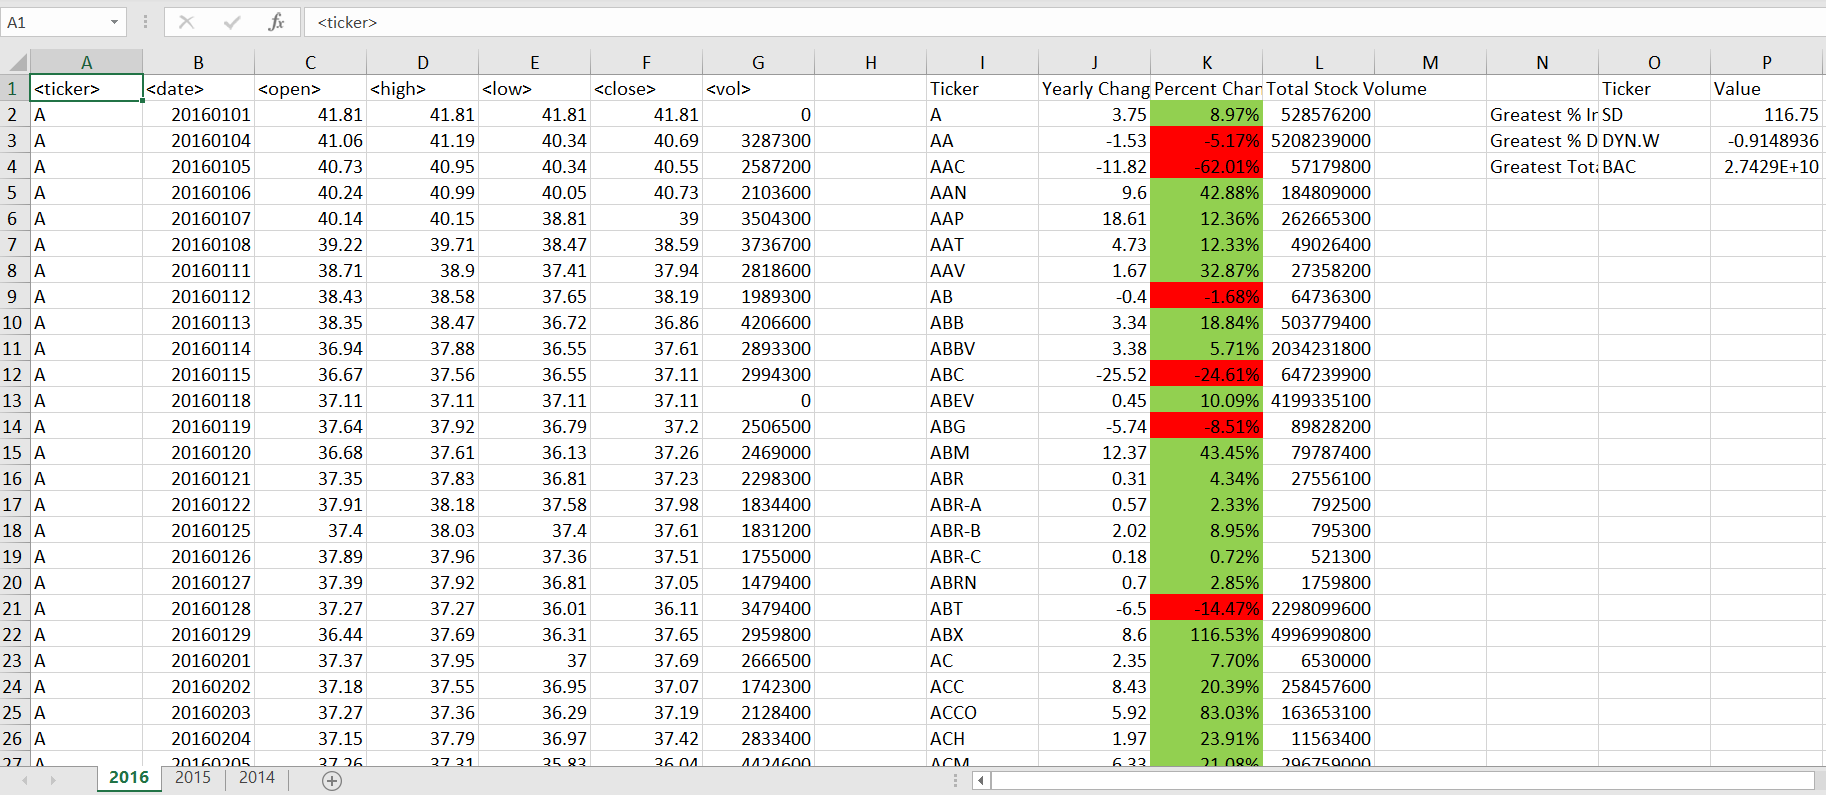 A1 fx <ticker>
A B C D E F G H I J K L M N O P
1 <ticker> <date> <open> <high> <low> <close> <vol> Ticker Yearly Chang Percent Char Total Stock Volume Ticker Value
2 A 20160101 41.81 41.81 41.81 41.81 0 A 3.75 8.97% 528576200 Greatest % Ir SD 116.75
3 A 20160104 41.06 41.19 40.34 40.69 3287300 AA -1.53 -5.17% 5208239000 Greatest % D DYN.W -0.9148936
4 A 20160105 40.73 40.95 40.34 40.55 2587200 AAC -11.82 -62.01% 57179800 Greatest Tota BAC 2.7429E+10
5 A 20160106 40.24 40.99 40.05 40.73 2103600 AAN 9.6 42.88% 184809000
6 A 20160107 40.14 40.15 38.81 39 3504300 AAP 18.61 12.36% 262665300
7 A 20160108 39.22 39.71 38.47 38.59 3736700 AAT 4.73 12.33% 49026400
8 A 20160111 38.71 38.9 37.41 37.94 2818600 AAV 1.67 32.87% 27358200
9 A 20160112 38.43 38.58 37.65 38.19 1989300 AB -0.4 -1.68% 64736300
10 A 20160113 38.35 38.47 36.72 36.86 4206600 ABB 3.34 18.84% 503779400
11 A 20160114 36.94 37.88 36.55 37.61 2893300 ABBV 3.38 5.71% 2034231800
12 A 20160115 36.67 37.56 36.55 37.11 2994300 ABC -25.52 -24.61% 647239900
13 A 20160118 37.11 37.11 37.11 37.11 0 ABEV 0.45 10.09% 4199335100
14 A 20160119 37.64 37.92 36.79 37.2 2506500 ABG -5.74 -8.51% 89828200
15 A 20160120 36.68 37.61 36.13 37.26 2469000 ABM 12.37 43.45% 79787400
16 A 20160121 37.35 37.83 36.81 37.23 2298300 ABR 0.31 4.34% 27556100
17 A 20160122 37.91 38.18 37.58 37.98 1834400 ABR-A 0.57 2.33% 792500
18 A 20160125 37.4 38.03 37.4 37.61 1831200 ABR-B 2.02 8.95% 795300
19 A 20160126 37.89 37.96 37.36 37.51 1755000 ABR-C 0.18 0.72% 521300
20 A 20160127 37.39 37.92 36.81 37.05 1479400 ABRN 0.7 2.85% 1759800
21 A 20160128 37.27 37.27 36.01 36.11 3479400 ABT -6.5 -14.47% 2298099600
22 A 20160129 36.44 37.69 36.31 37.65 2959800 ABX 8.6 116.53% 4996990800
23 A 20160201 37.37 37.95 37 37.69 2666500 AC 2.35 7.70% 6530000
24 A 20160202 37.18 37.55 36.95 37.07 1742300 ACC 8.43 20.39% 258457600
25 A 20160203 37.27 37.36 36.29 37.19 2128400 ACCO 5.92 83.03% 163653100
26 A 20160204 37.15 37.79 36.97 37.42 2833400 ACH 1.97 23.91% 11563400
27 A 20160205 37.26 37.31 35.83 36.04 4424600 ACM 6.33 21.08% 296759000
2016 2015 2014